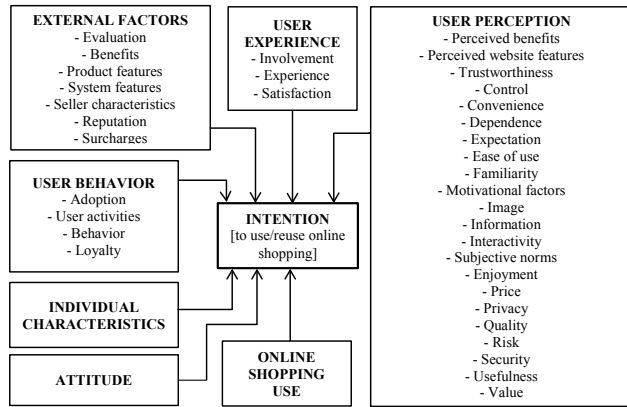 EXTERNAL FACTORS
- Evaluation
- Benefits
- Product features
- System features
- Seller characteristics
- Reputation
- Surcharges
USER
EXPERIENCE
- Involvement
- Experience
- Satisfaction
USER PERCEPTION
- Perceived benefits
- Perceived website features
- Trustworthiness
- Control
- Convenience
- Dependence
- Expectation
- Ease of use
- Familiarity
- Motivational factors
- Image
- Information
- Interactivity
- Subjective norms
- Enjoyment
- Price
- Privacy
- Quality
- Risk
- Security
- Usefulness
- Value
USER BEHAVIOR
- Adoption
- User activities
- Behavior
- Loyalty
INTENTION
[to use/reuse online
shopping]
INDIVIDUAL
CHARACTERISTICS
ATTITUDE
ONLINE
SHOPPING
USE